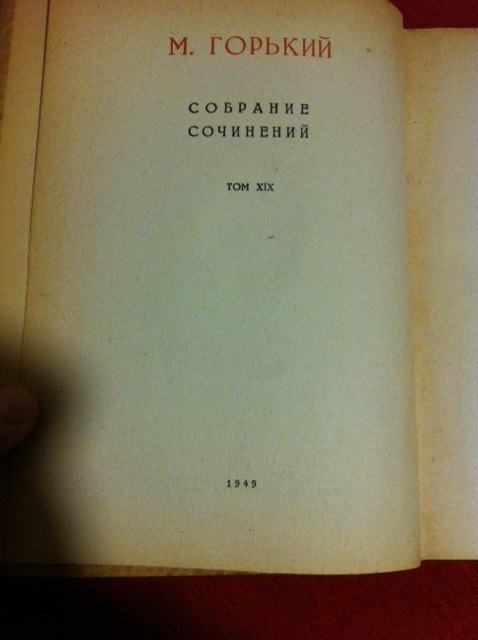 М. ГОРЬКИЙ
СОБРАНИЕ
СОЧИНЕНИЙ
ТОМ XIX
1949